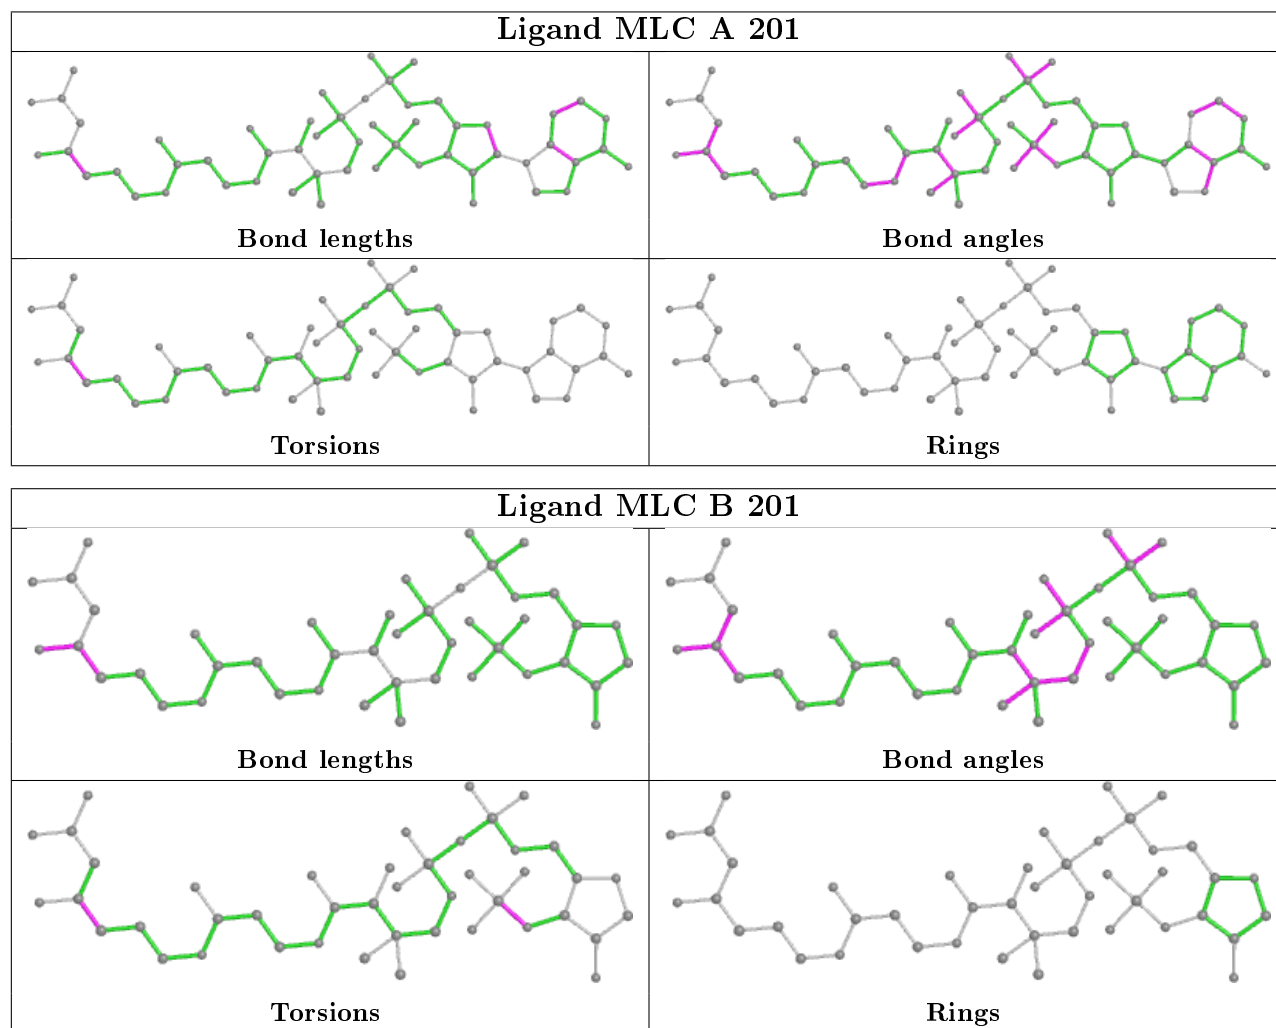 Ligand MLC A 201
Bond lengths
Bond angles
Torsions
Rings
Ligand MLC B 201
Bond lengths
Bond angles
Torsions
Rings